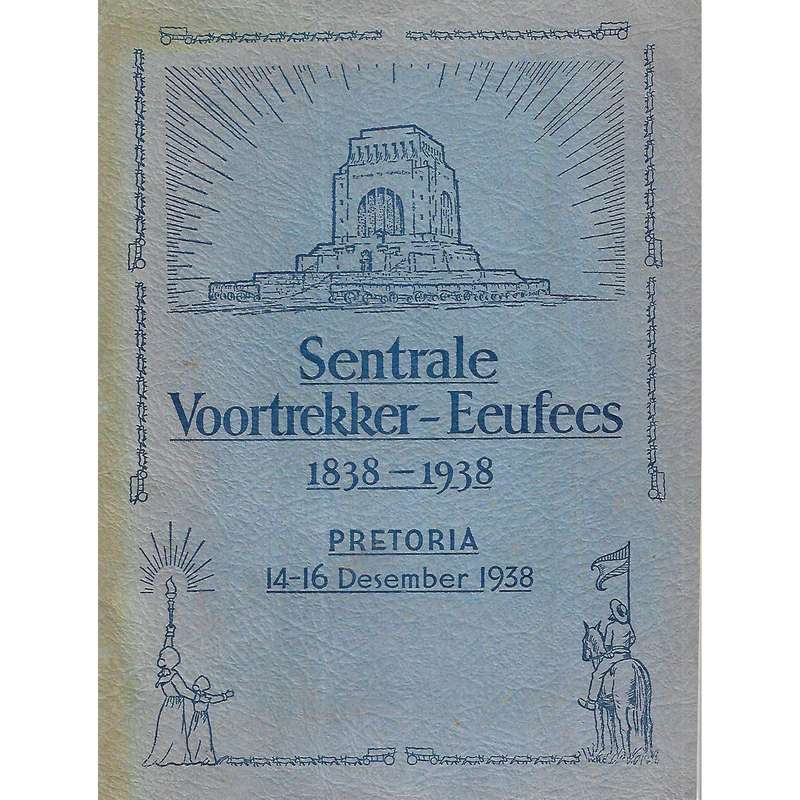 Sentrale
Voortrekker-Eeufees
1838-1938
PRETORIA
14-16 Desember 1938